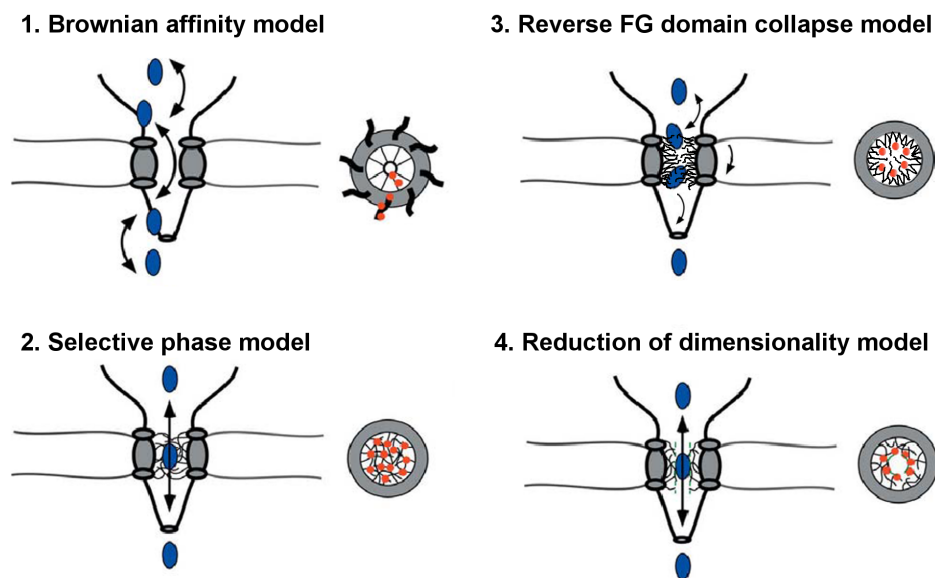 1. Brownian affinity model
3. Reverse FG domain collapse model
2. Selective phase model
4. Reduction of dimensionality model